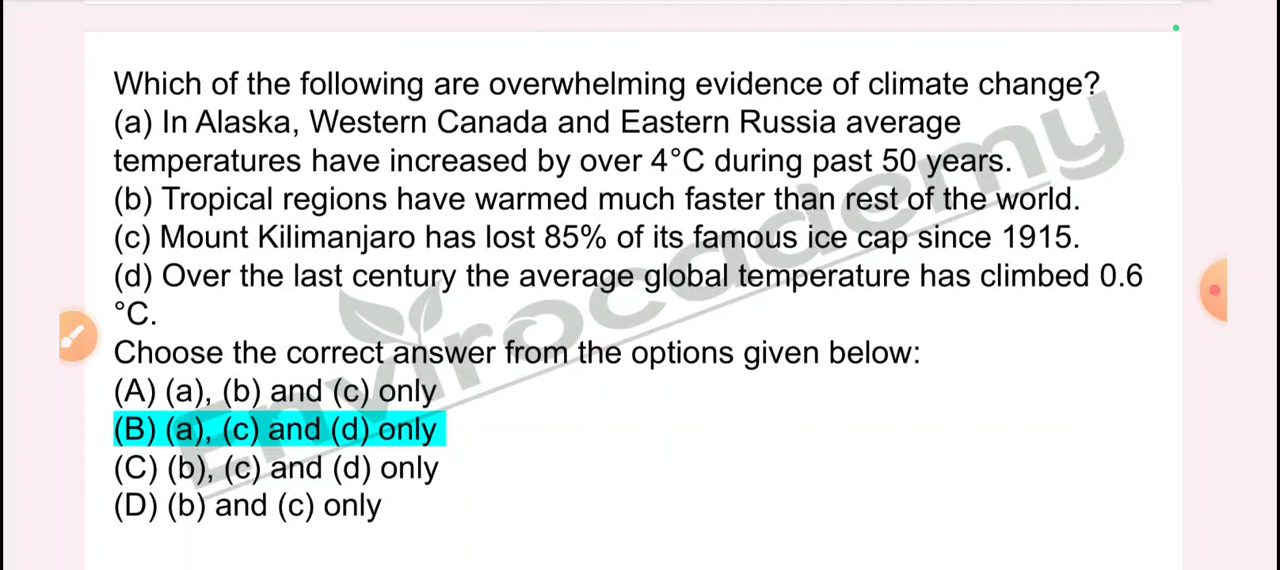 Which of the following are overwhelming evidence of climate change?
(a) In Alaska, Western Canada and Eastern Russia average
temperatures have increased by over 4°C during past 50 years.
(b) Tropical regions have warmed much faster than rest of the world.
(c) Mount Kilimanjaro has lost 85% of its famous ice cap since 1915.
(d) Over the last century the average global temperature has climbed 0.6
°C.
Choose the correct answer from the options given below:
(A) (a), (b) and (c) only
(B) (a), (c) and (d) only
(C) (b), (c) and (d) only
(D) (b) and (c) only
Envirocademy